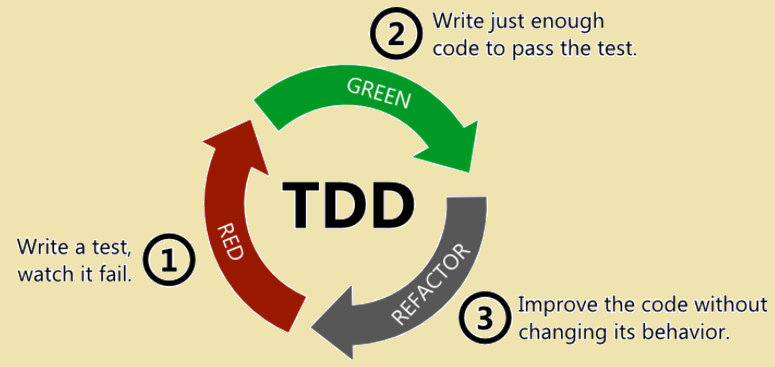 2
Write just enough
code to pass the test.
GREEN
TDD
RED
Write a test,
watch it fail.
1
REFACTOR
3
Improve the code without
changing its behavior.